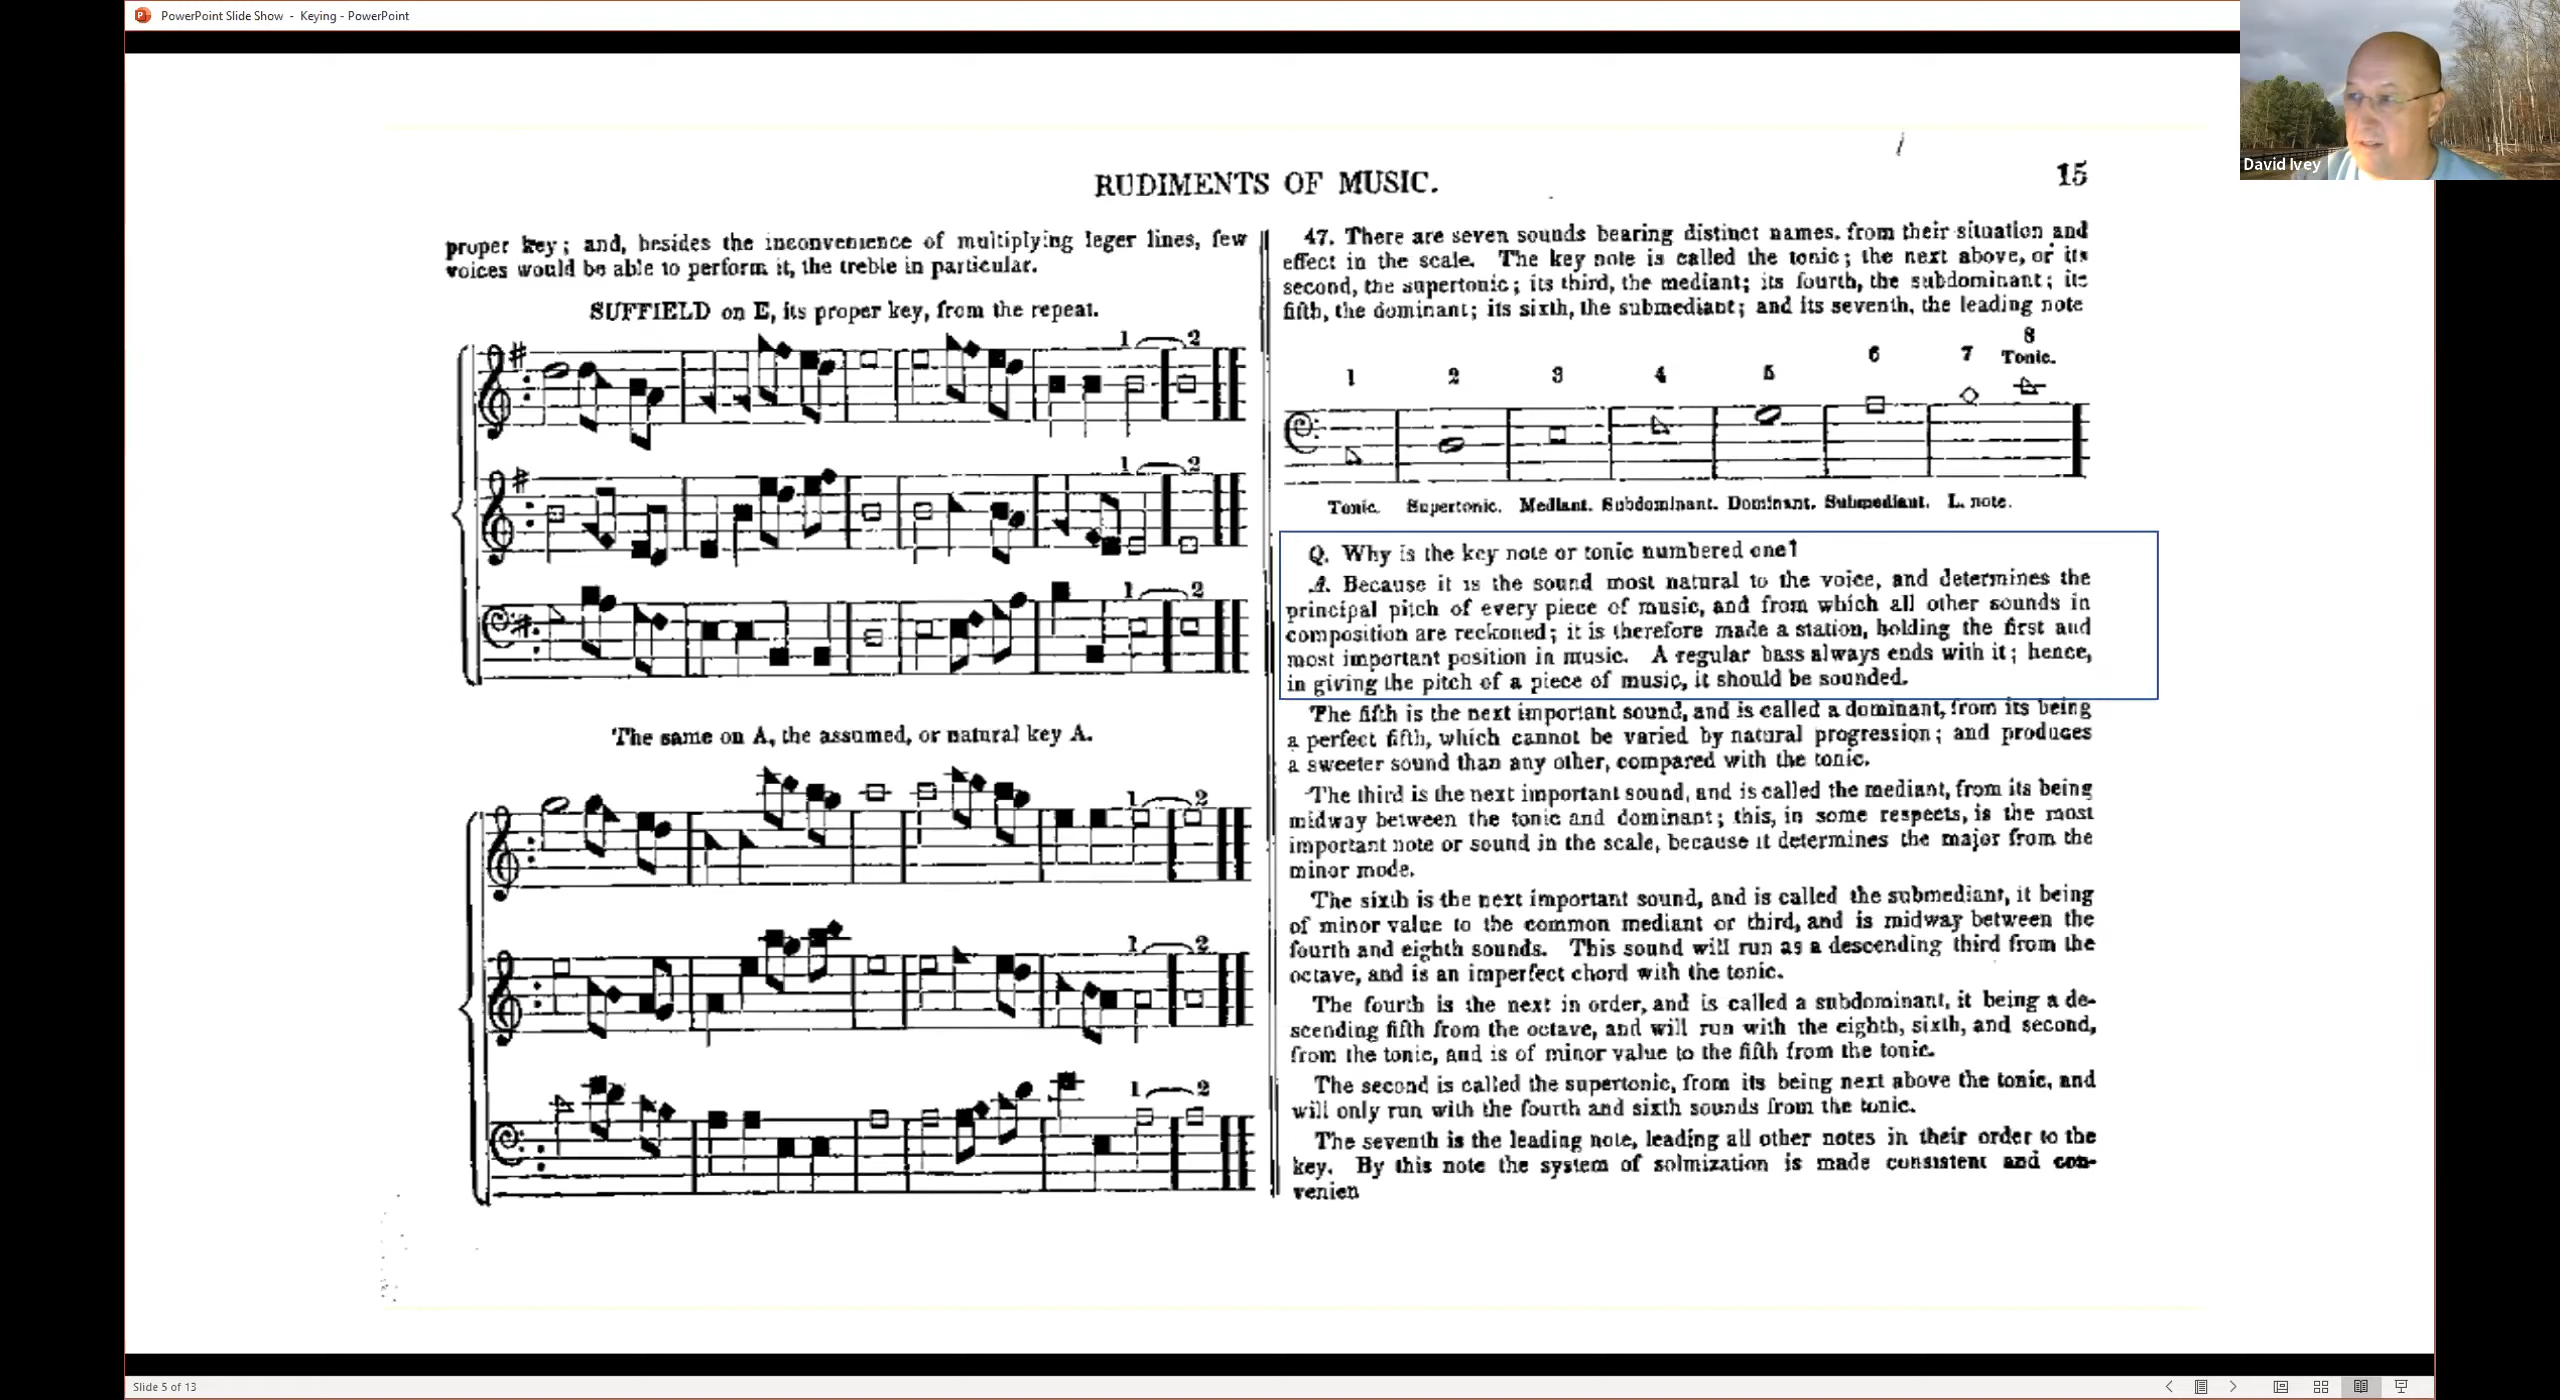 PowerPoint Slide Show - Keying - PowerPoint
David Ivey
RUDIMENTS OF MUSIC.
15
proper key; and, besides the inconvenience of multiplying leger lines, few
voices would be able to perform it, the treble in particular.
SUFFIELD on E, its proper key, from the repeat.
1 2
1 2
1 2
The same on A, the assumed, or natural key A.
1 2
1 2
1 2
47. There are seven sounds bearing distinct names, from their situation and
effect in the scale. The key note is called the tonic; the next above, or its
second, the supertonic; its third, the mediant; its fourth, the subdominant; its
fifth, the dominant; its sixth, the submediant; and its seventh, the leading note
8
1 2 3 4 5 6 7 Tonic.
Tonic. Supertonic. Mediant. Subdominant. Dominant. Submediant. L. note.
Q. Why is the key note or tonic numbered one?
A. Because it is the sound most natural to the voice, and determines the
principal pitch of every piece of music, and from which all other sounds in
composition are reckoned; it is therefore made a station, holding the first and
most important position in music. A regular bass always ends with it; hence,
in giving the pitch of a piece of music, it should be sounded.
The fifth is the next important sound, and is called a dominant, from its being
a perfect fifth, which cannot be varied by natural progression; and produces
a sweeter sound than any other, compared with the tonic.
The third is the next important sound, and is called the mediant, from its being
midway between the tonic and dominant; this, in some respects, is the most
important note or sound in the scale, because it determines the major from the
minor mode.
The sixth is the next important sound, and is called the submediant, it being
of minor value to the common mediant or third, and is midway between the
fourth and eighth sounds. This sound will run as a descending third from the
octave, and is an imperfect chord with the tonic.
The fourth is the next in order, and is called a subdominant, it being a de-
scending fifth from the octave, and will run with the eighth, sixth, and second,
from the tonic, and is of minor value to the fifth from the tonic.
The second is called the supertonic, from its being next above the tonic, and
will only run with the fourth and sixth sounds from the tonic.
The seventh is the leading note, leading all other notes in their order to the
key. By this note the system of solmization is made consistent and con-
venien
Slide 5 of 13